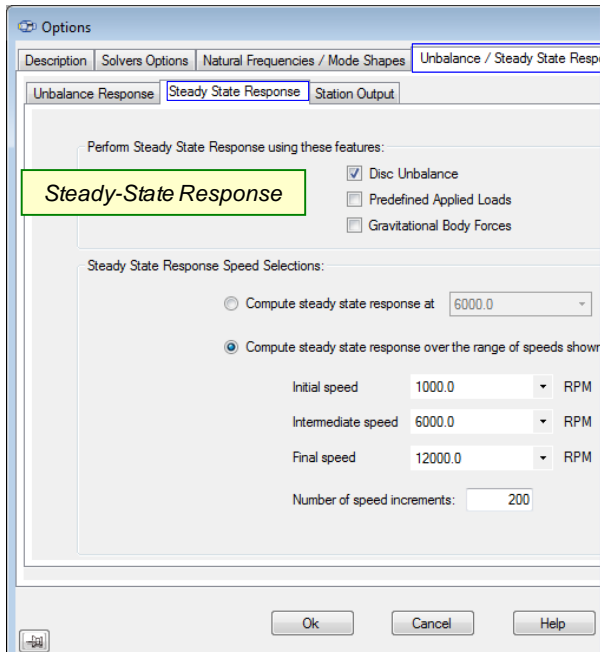 Options
Description Solvers Options Natural Frequencies / Mode Shapes Unbalance / Steady State Resp
Unbalance Response Steady State Response Station Output
Perform Steady State Response using these features:
Steady-State Response
Disc Unbalance
Predefined Applied Loads
Gravitational Body Forces
Steady State Response Speed Selections:
Compute steady state response at 6000.0
Compute steady state response over the range of speeds shown
Initial speed 1000.0 RPM
Intermediate speed 6000.0 RPM
Final speed 12000.0 RPM
Number of speed increments: 200
Ok Cancel Help